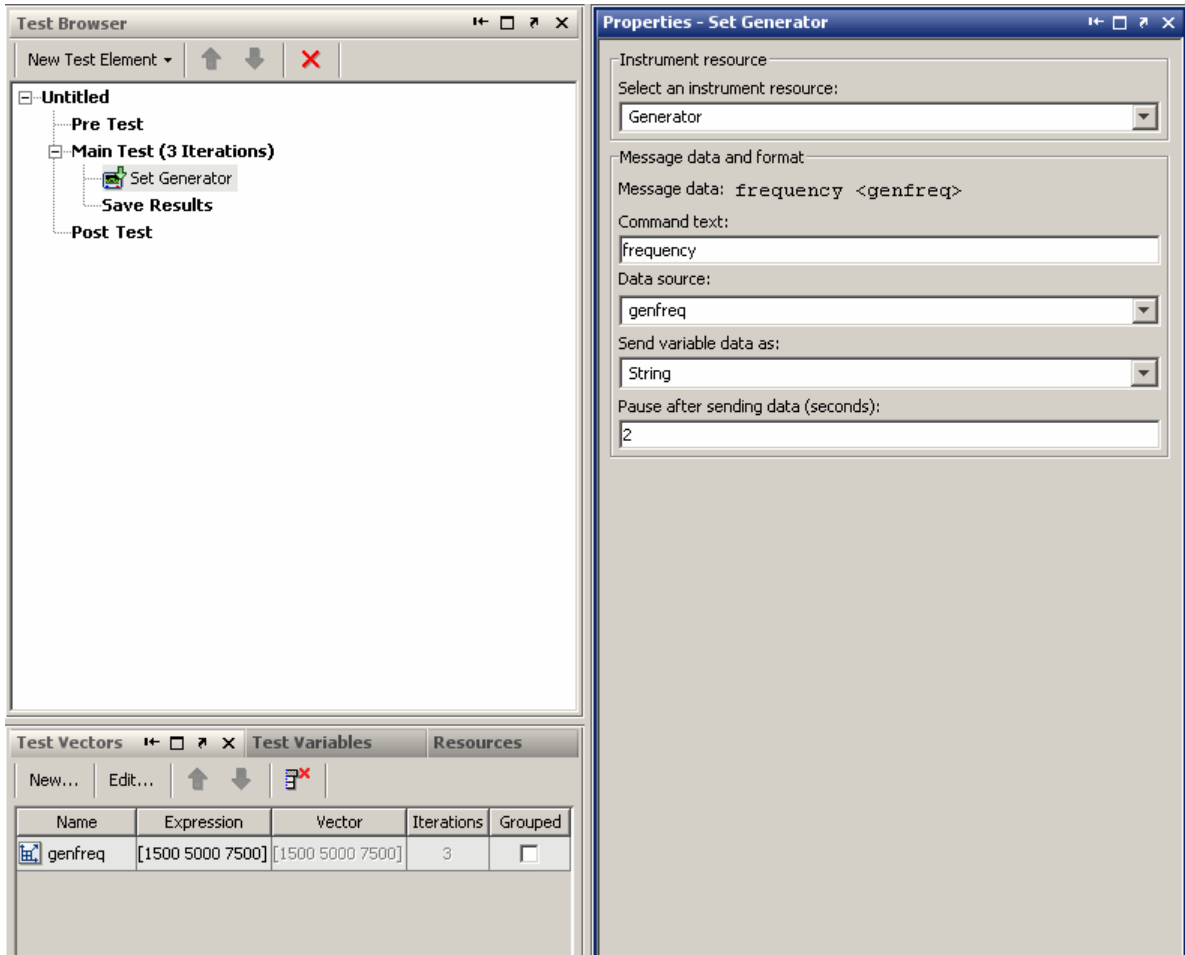 Test Browser
New Test Element
Untitled
Pre Test
Main Test (3 Iterations)
Set Generator
Save Results
Post Test
Test Vectors
Test Variables
Resources
New...
Edit...
Name Expression Vector Iterations Grouped
genfreq [1500 5000 7500] [1500 5000 7500] 3
Properties - Set Generator
Instrument resource
Select an instrument resource:
Generator
Message data and format
Message data: frequency <genfreq>
Command text:
frequency
Data source:
genfreq
Send variable data as:
String
Pause after sending data (seconds):
2